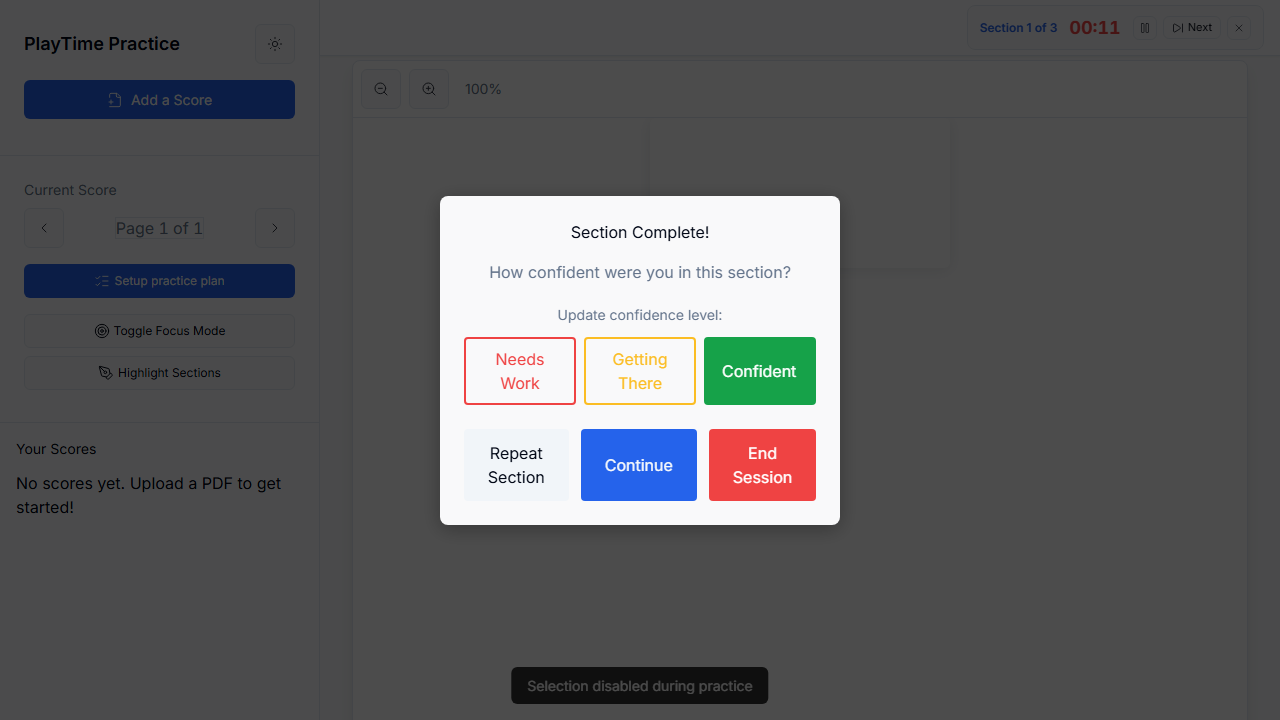 PlayTime Practice
Add a Score
Current Score
Page 1 of 1
Setup practice plan
Toggle Focus Mode
Highlight Sections
Your Scores
No scores yet. Upload a PDF to get
started!
Section 1 of 3 00:11 Next
100%
Section Complete!
How confident were you in this section?
Update confidence level:
Needs
Work
Getting
There
Confident
Repeat
Section
Continue
End
Session
Selection disabled during practice